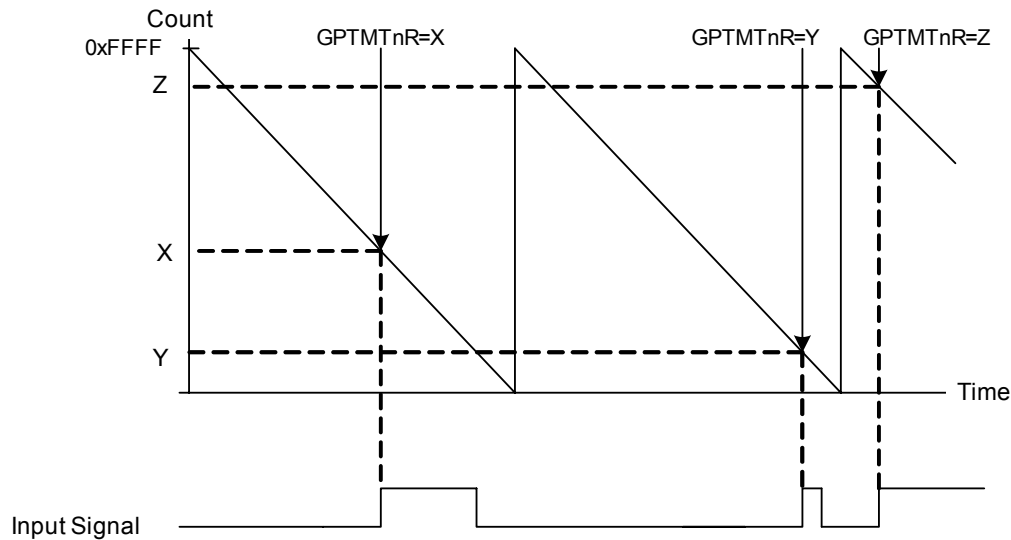 Count
0xFFFF
GPTMTnR=X
GPTMTnR=Y
GPTMTnR=Z
Z
X
Y
Time
Input Signal